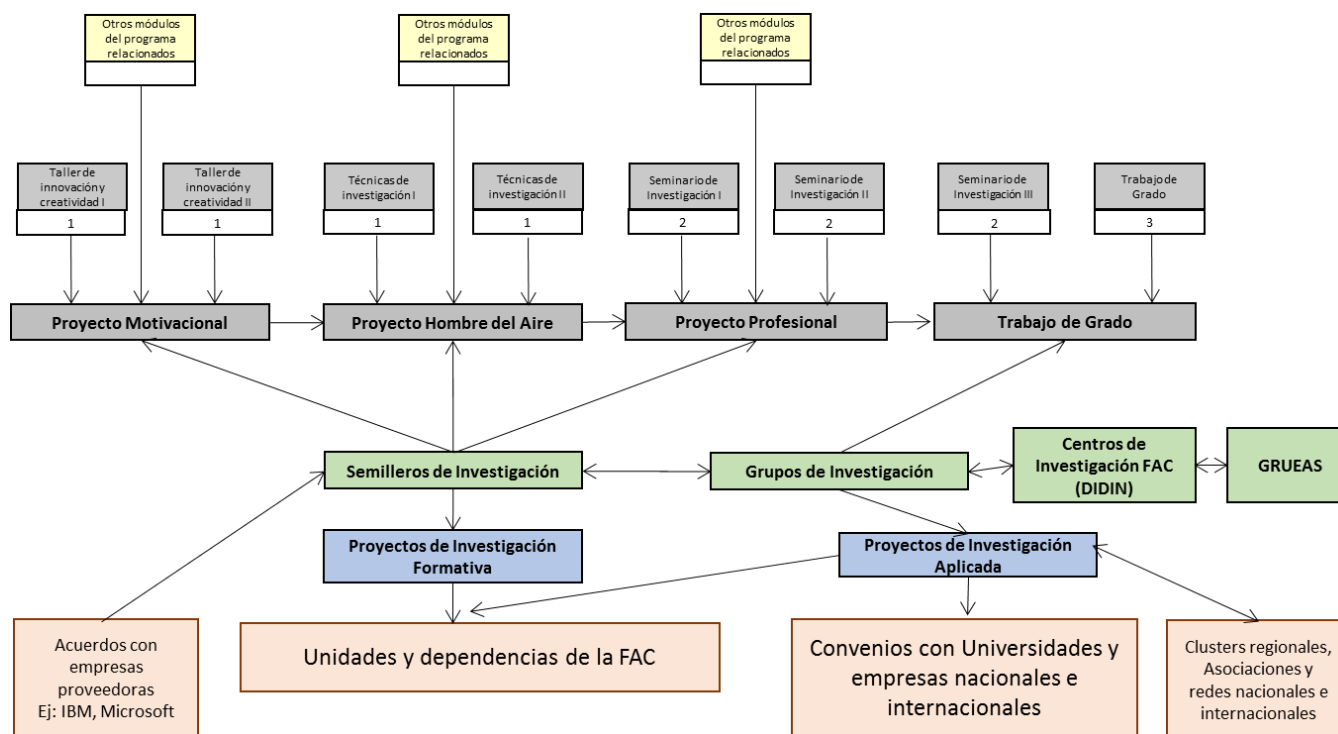 Otros módulos
del programa
relacionados
Otros módulos
del programa
relacionados
Otros módulos
del programa
relacionados
Taller de
innovación y
creatividad I
1
Taller de
innovación y
creatividad II
1
Técnicas de
investigación I
1
Técnicas de
investigación II
1
Seminario de
Investigación I
2
Seminario de
Investigación II
2
Seminario de
Investigación III
2
Trabajo de
Grado
3
Proyecto Motivacional
Proyecto Hombre del Aire
Proyecto Profesional
Trabajo de Grado
Semilleros de Investigación
Grupos de Investigación
Centros de
Investigación FAC
(DIDIN)
GRUEAS
Proyectos de Investigación
Formativa
Proyectos de Investigación
Aplicada
Acuerdos con
empresas
proveedoras
Ej: IBM, Microsoft
Unidades y dependencias de la FAC
Convenios con Universidades y
empresas nacionales e
internacionales
Clusters regionales,
Asociaciones y
redes nacionales e
internacionales